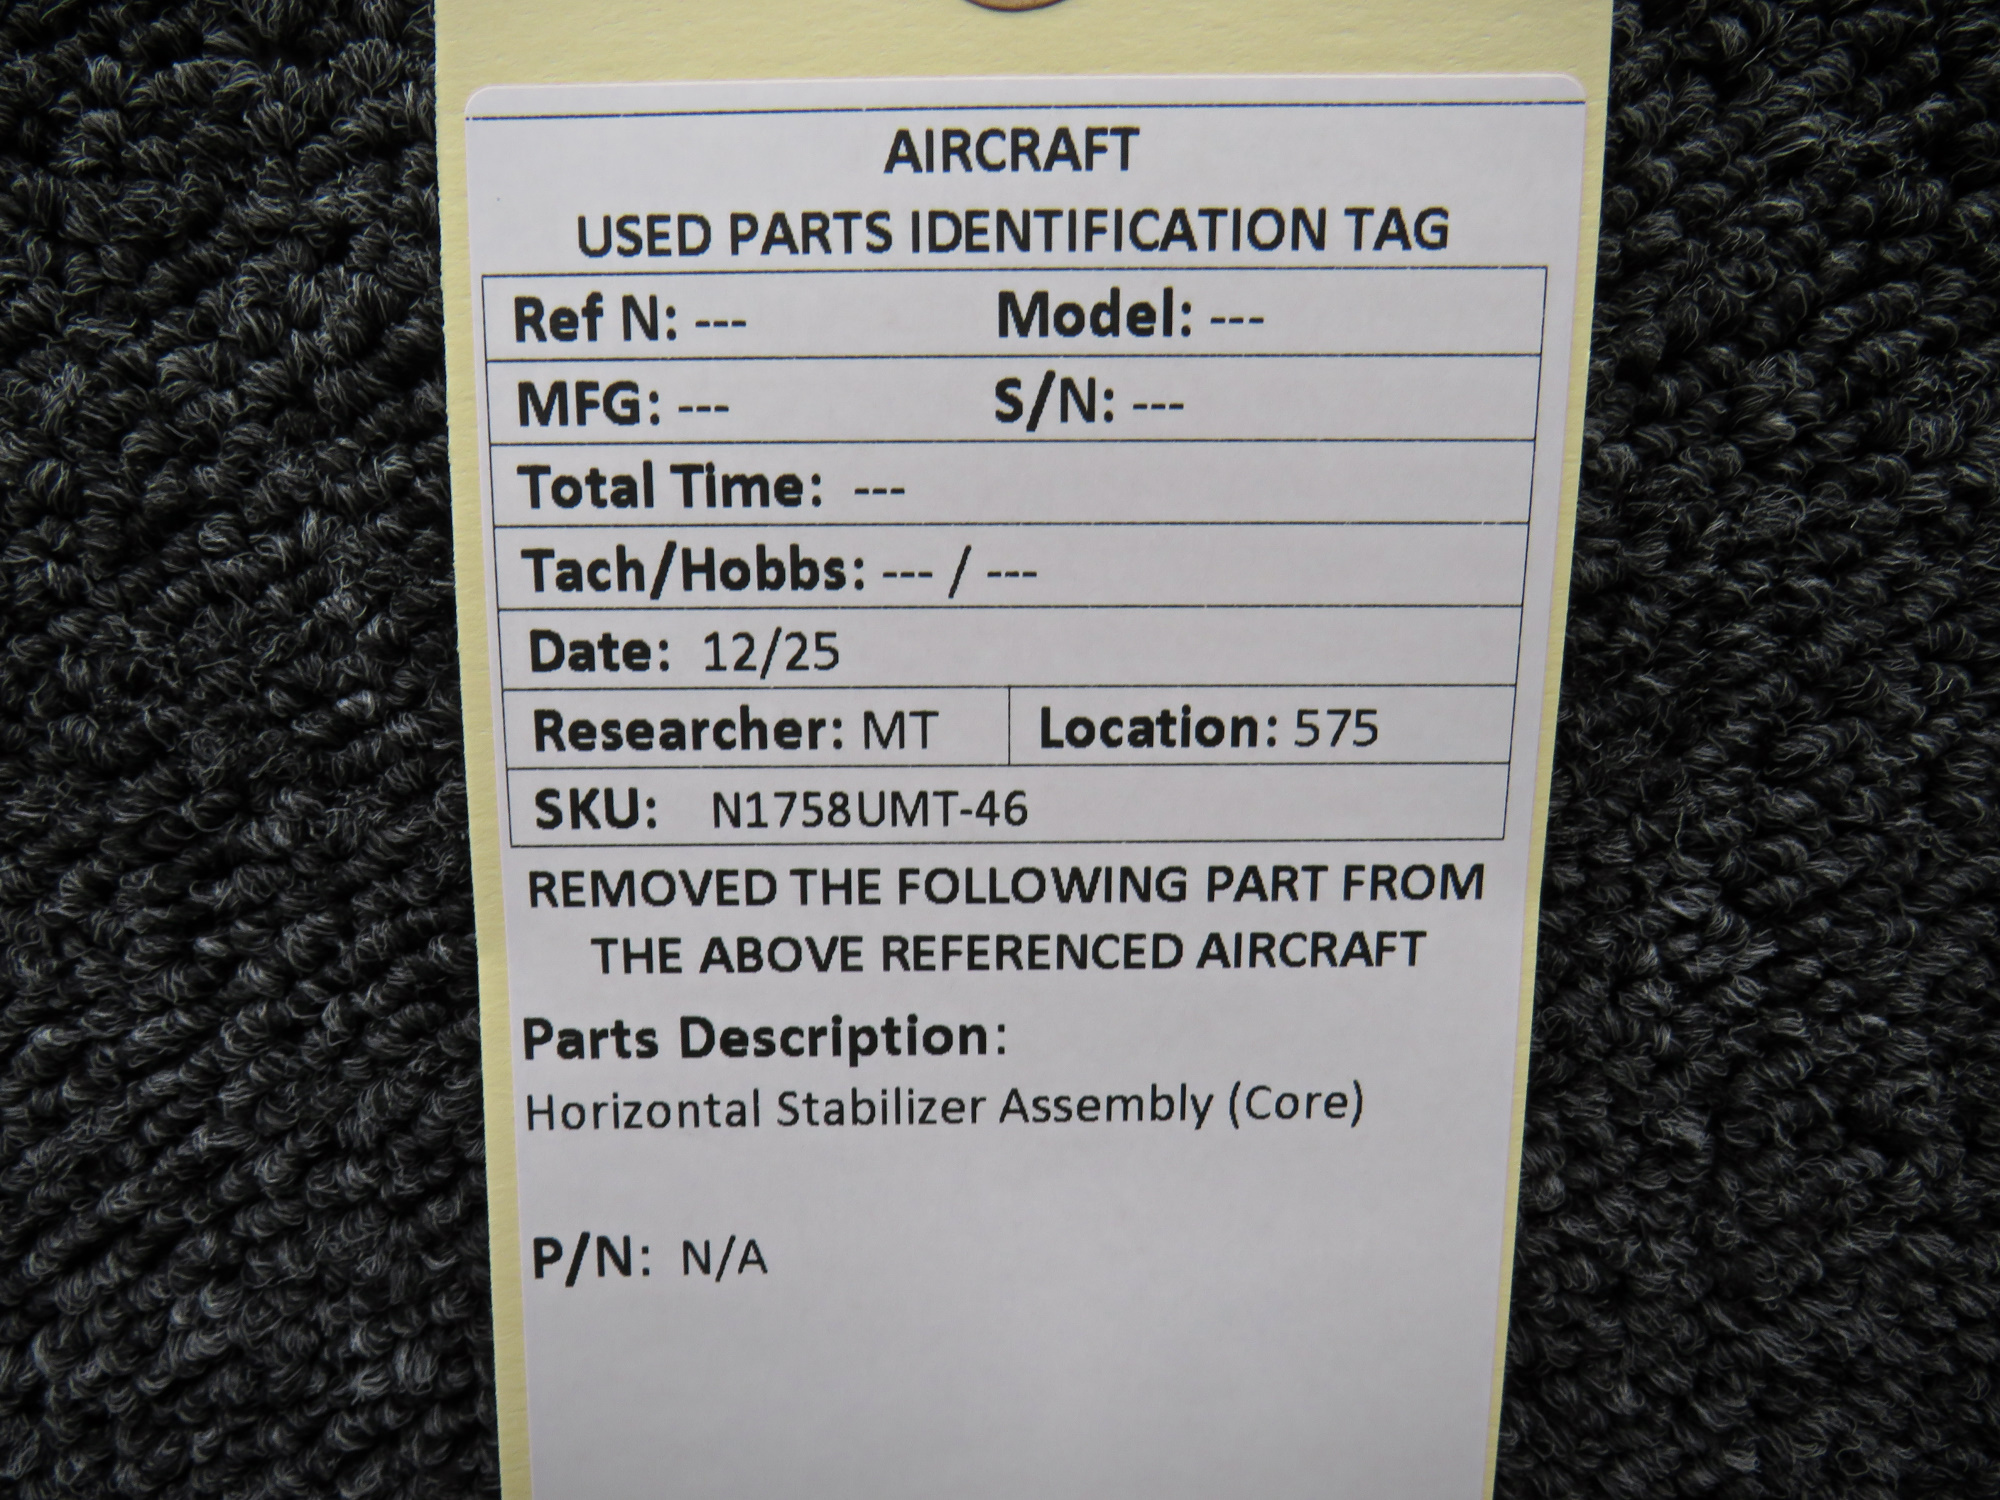 AIRCRAFT
USED PARTS IDENTIFICATION TAG
Ref N: --- Model: ---
MFG: --- S/N: ---
Total Time: ---
Tach/Hobbs: --- / ---
Date: 12/25
Researcher: MT Location: 575
SKU: N1758UMT-46
REMOVED THE FOLLOWING PART FROM
THE ABOVE REFERENCED AIRCRAFT
Parts Description:
Horizontal Stabilizer Assembly (Core)
P/N: N/A